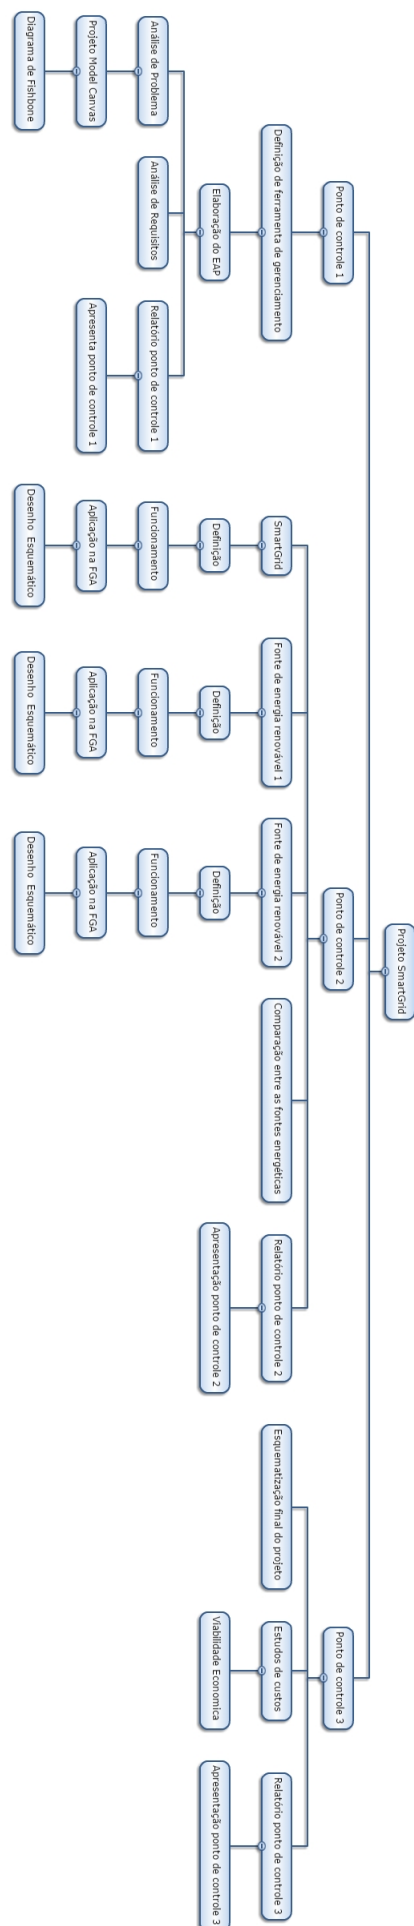 Projeto SmartGrid
Ponto de controle 1
Ponto de controle 2
Ponto de controle 3
Definição de ferramenta de gerenciamento
SmartGrid
Fonte de energia renovável 1
Fonte de energia renovável 2
Comparação entre as fontes energéticas
Relatório ponto de controle 2
Esquematização final do projeto
Estudos de custos
Relatório ponto de controle 3
Elaboração do EAP
Definição
Definição
Definição
Apresentação ponto de controle 2
Viabilidade Economica
Apresentação ponto de controle 3
Análise de Problema
Análise de Requisitos
Relatório ponto de controle 1
Funcionamento
Funcionamento
Funcionamento
Projeto Model Canvas
Apresenta ponto de controle 1
Aplicação na FGA
Aplicação na FGA
Aplicação na FGA
Diagrama de Fishbone
Desenho Esquemático
Desenho Esquemático
Desenho Esquemático